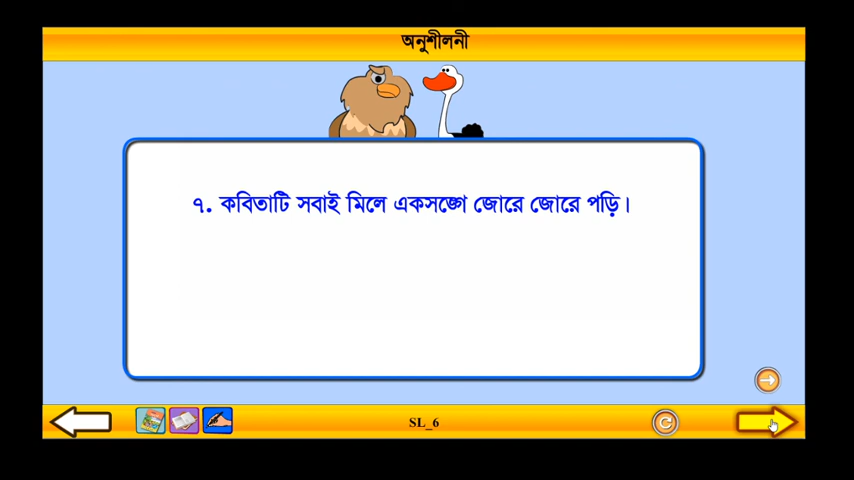 অনুশীলনী
৭. কবিতাটি সবাই মিলে একসঙ্গে জোরে জোরে পড়ি।
SL_6